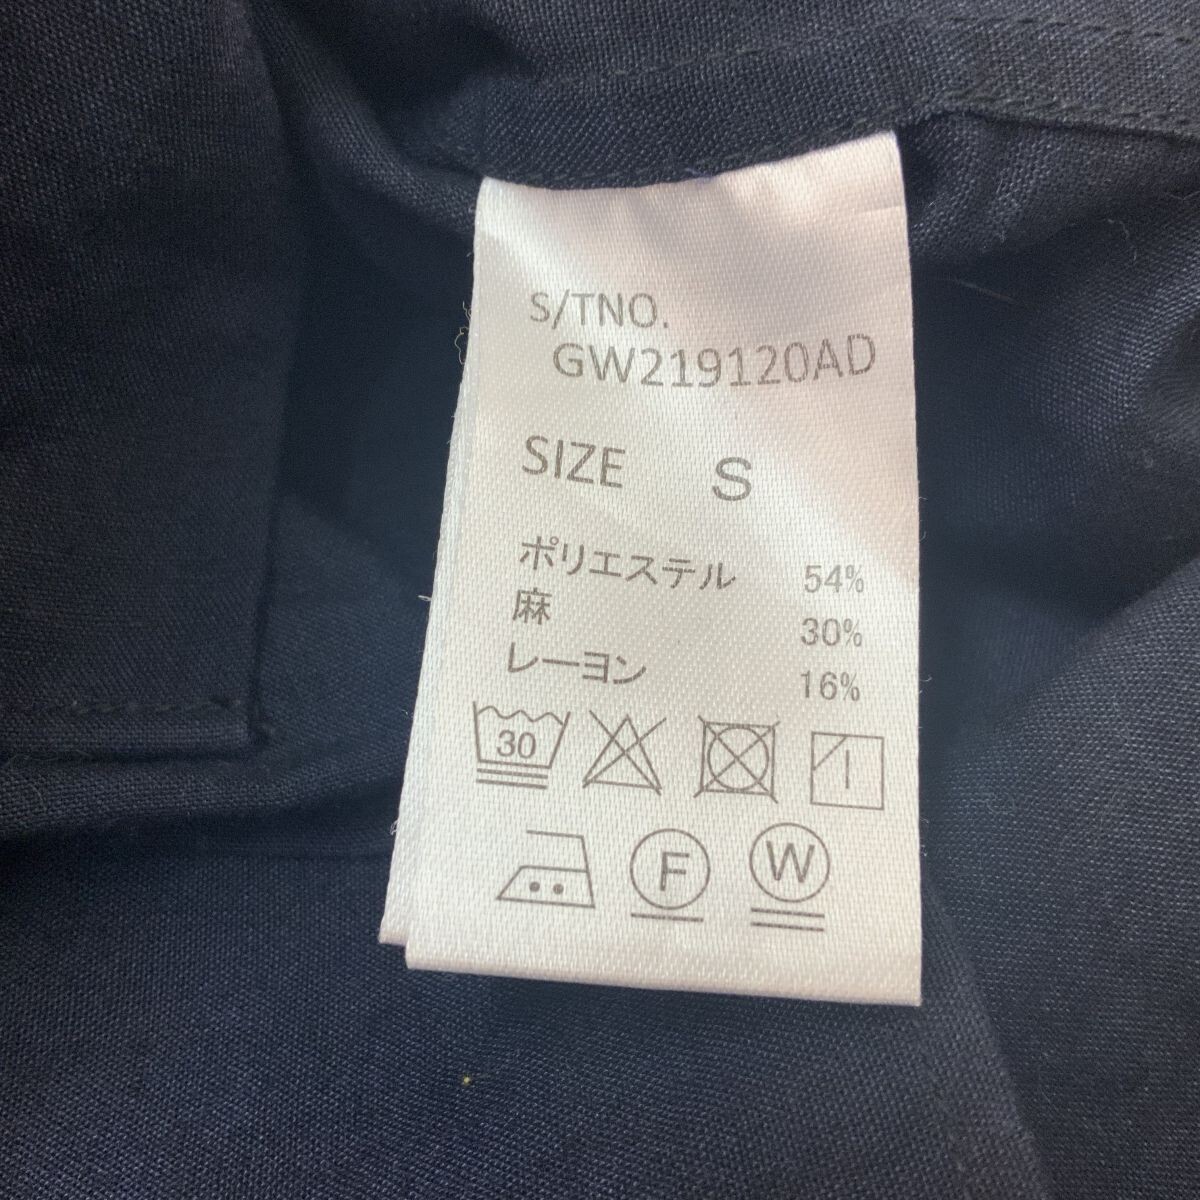 S/TNO.
GW219120AD
SIZE S
ポリエステル 54%
麻 30%
レーヨン 16%
30
F W